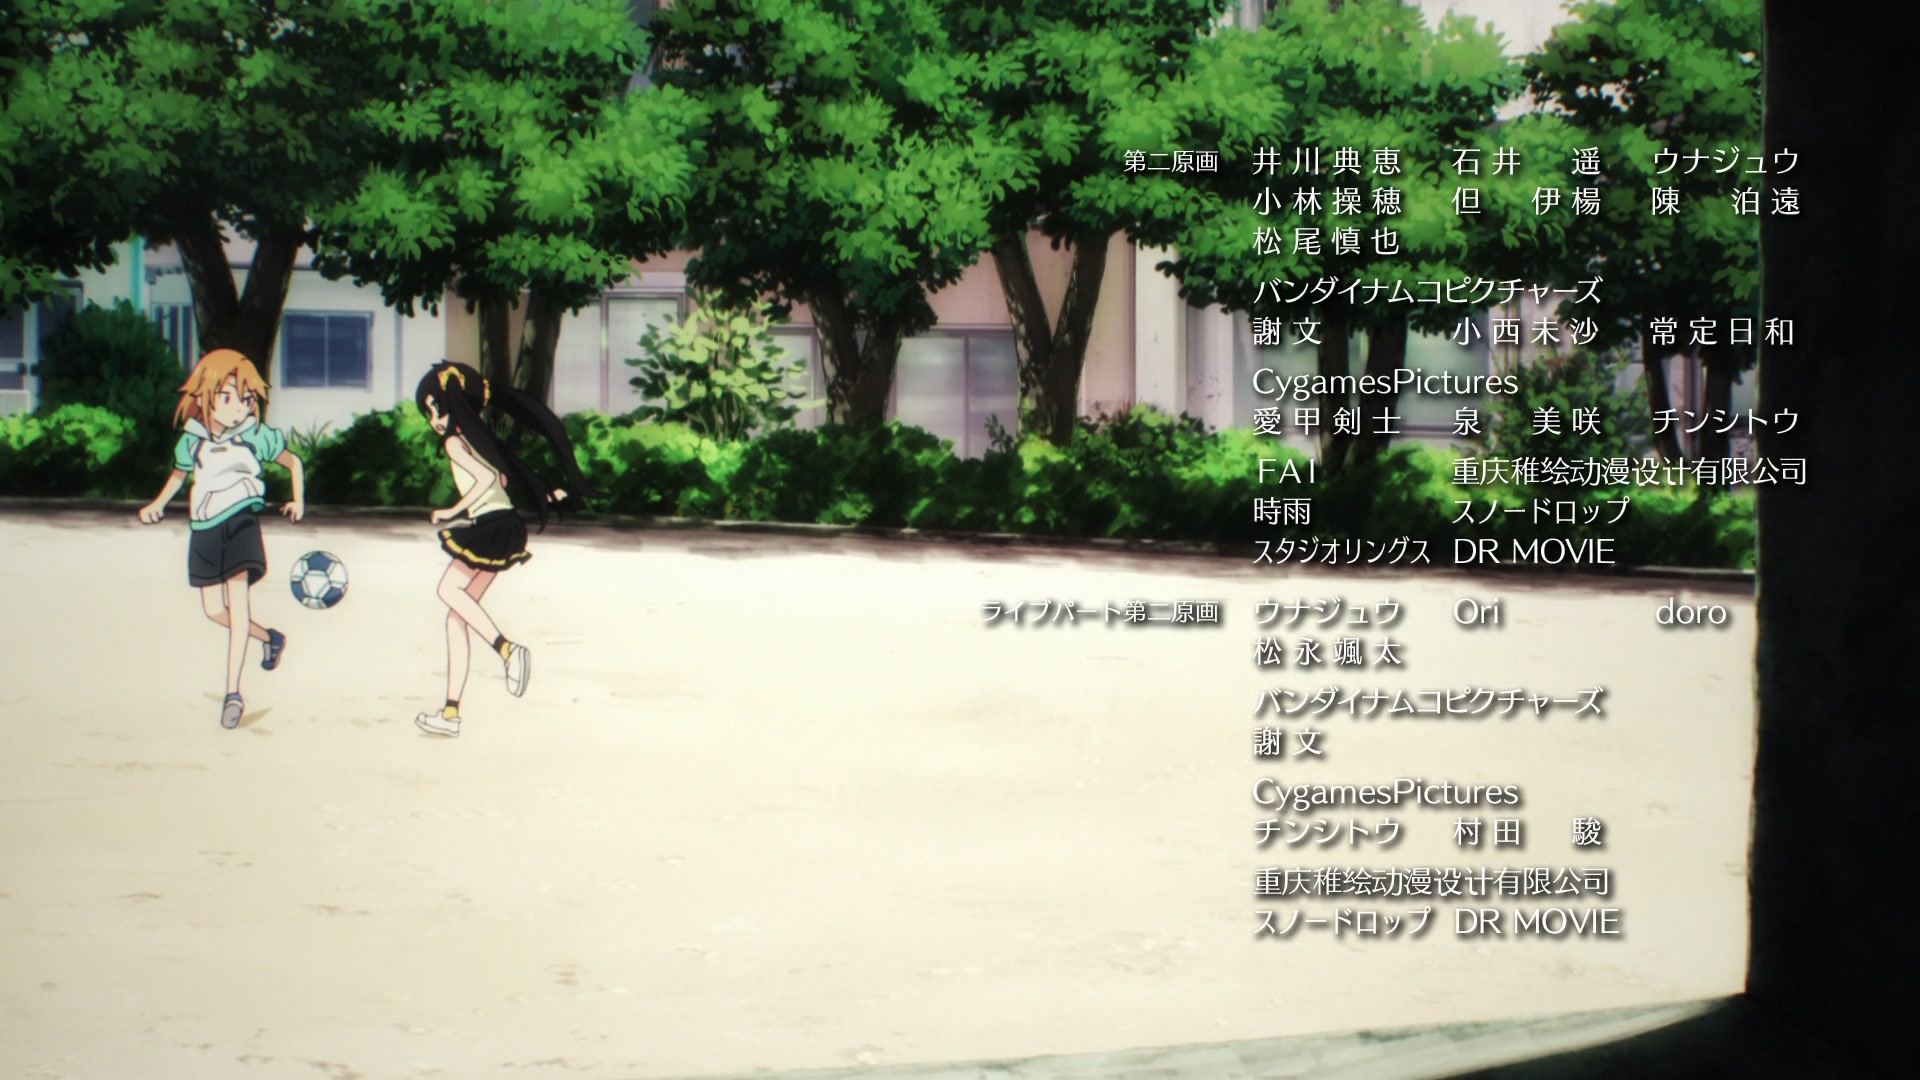 第二原画 井川典恵 石井 遥 ウナジュウ
小林操穂 但 伊楊 陳 泊遠
松尾慎也
バンダイナムコピクチャーズ
謝文 小西未沙 常定日和
CygamesPictures
愛甲剣士 泉 美咲 チンシトウ
FAI 重庆稚绘动漫设计有限公司
時雨 スノードロップ
スタジオリングス DR MOVIE
ライブパート第二原画 ウナジュウ Ori doro
松永颯太
バンダイナムコピクチャーズ
謝文
CygamesPictures
チンシトウ 村田 駿
重庆稚绘动漫设计有限公司
スノードロップ DR MOVIE